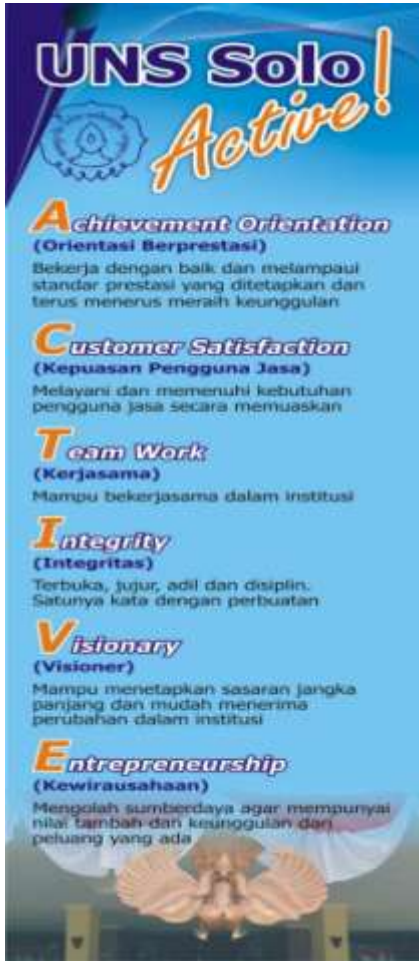 UNS Solo
Active!
Achievement Orientation
(Orientasi Berprestasi)
Bekerja dengan baik dan melampaui
standar prestasi yang ditetapkan dan
terus menerus meraih keunggulan
Customer Satisfaction
(Kepuasan Pengguna Jasa)
Melayani dan memenuhi kebutuhan
pengguna jasa secara memuaskan
Team Work
(Kerjasama)
Mampu bekerjasama dalam institusi
Integrity
(Integritas)
Terbuka, jujur, adil dan disiplin.
Satunya kata dengan perbuatan
Visionary
(Visioner)
Mampu menetapkan sasaran jangka
panjang dan mudah menerima
perubahan dalam institusi
Entrepreneurship
(Kewirausahaan)
Mengolah sumberdaya agar mempunyai
nilai tambah dan keunggulan dari
peluang yang ada